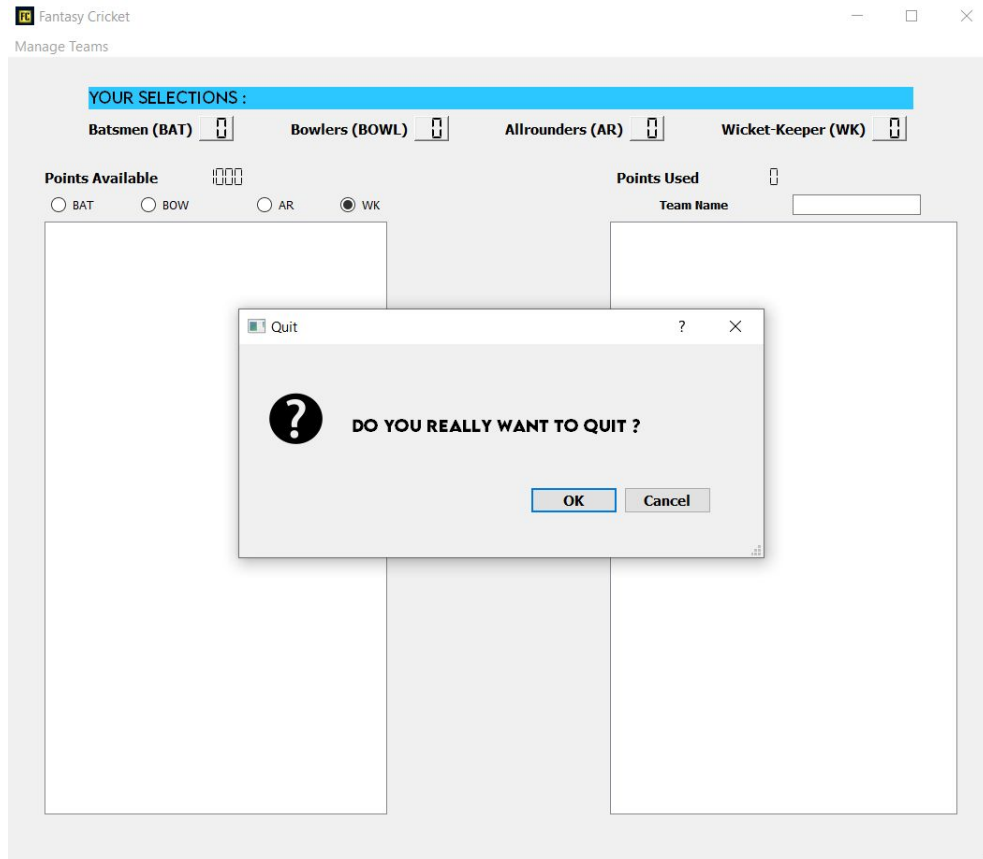 FC Fantasy Cricket
Manage Teams
YOUR SELECTIONS :
Batsmen (BAT) 0 Bowlers (BOWL) 0 Allrounders (AR) 0 Wicket-Keeper (WK) 0
Points Available 1000 Points Used 0
BAT BOW AR WK Team Name
Quit ?
?
DO YOU REALLY WANT TO QUIT ?
OK Cancel